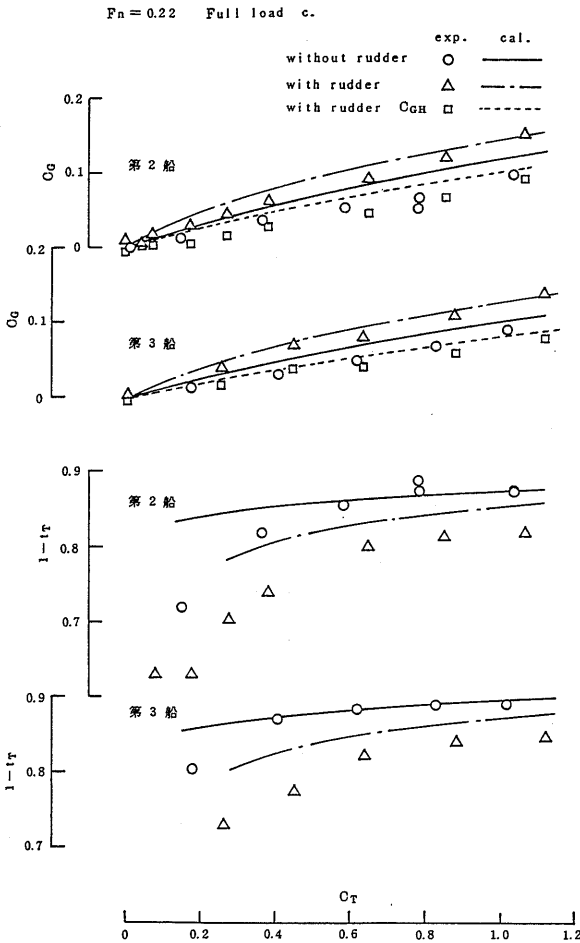 Fn=0.22 Full load c.
exp. cal.
without rudder
with rudder
with rudder C_GH
0.2
0.1
0
C_G
第2船
0.2
0.1
0
C_G
第3船
0.9
0.8
0.7
1−t_T
第2船
0.9
0.8
0.7
1−t_T
第3船
C_T
0 0.2 0.4 0.6 0.8 1.0 1.2